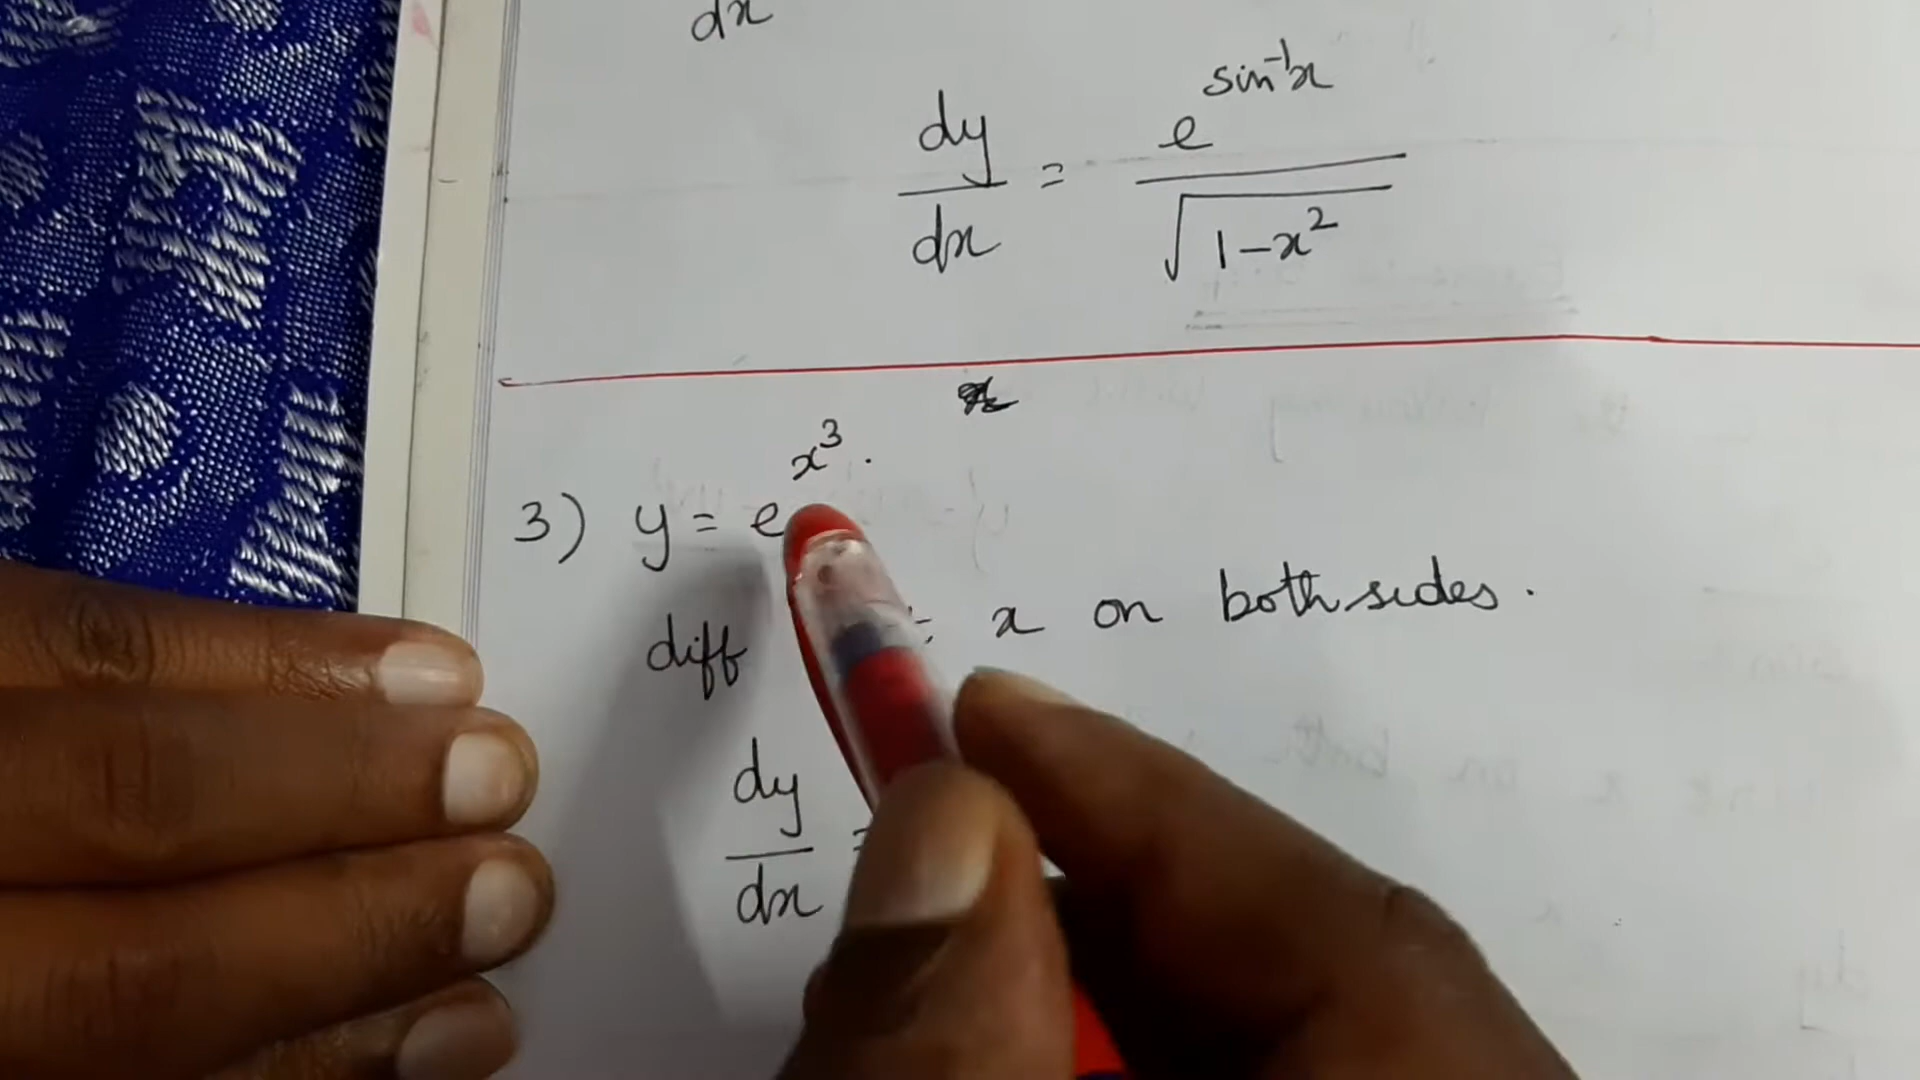 dx
dy/dx = e^sin⁻¹x / √1-x²
3) y = e^x³.
diff x on both sides.
dy/dx =